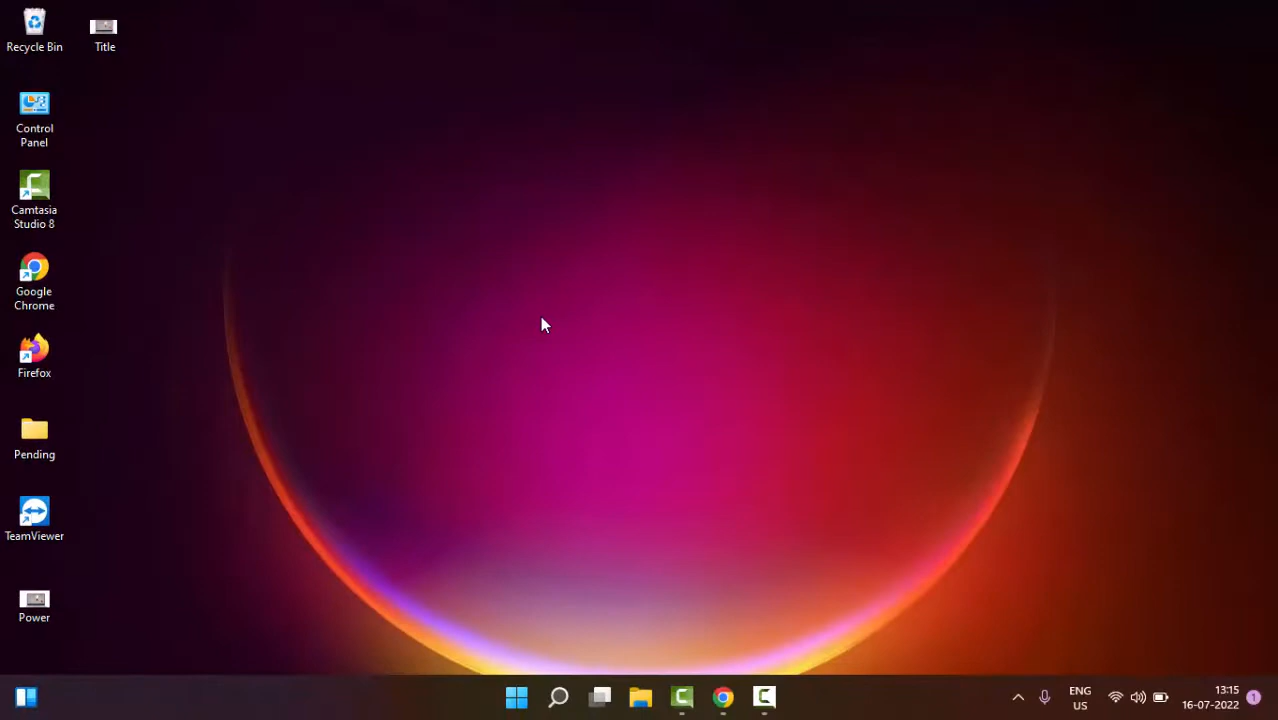 Recycle Bin
Title
Control
Panel
Camtasia
Studio 8
Google
Chrome
Firefox
Pending
TeamViewer
Power
ENG
US
13:15
16-07-2022
1